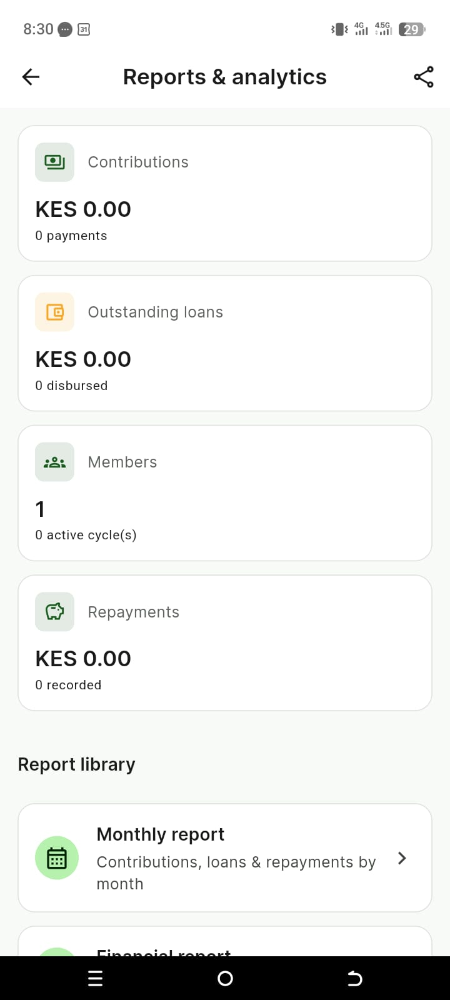 8:30
31
4G
4.5G
29
Reports & analytics
Contributions
KES 0.00
0 payments
Outstanding loans
KES 0.00
0 disbursed
Members
1
0 active cycle(s)
Repayments
KES 0.00
0 recorded
Report library
Monthly report
Contributions, loans & repayments by
month
Financial report